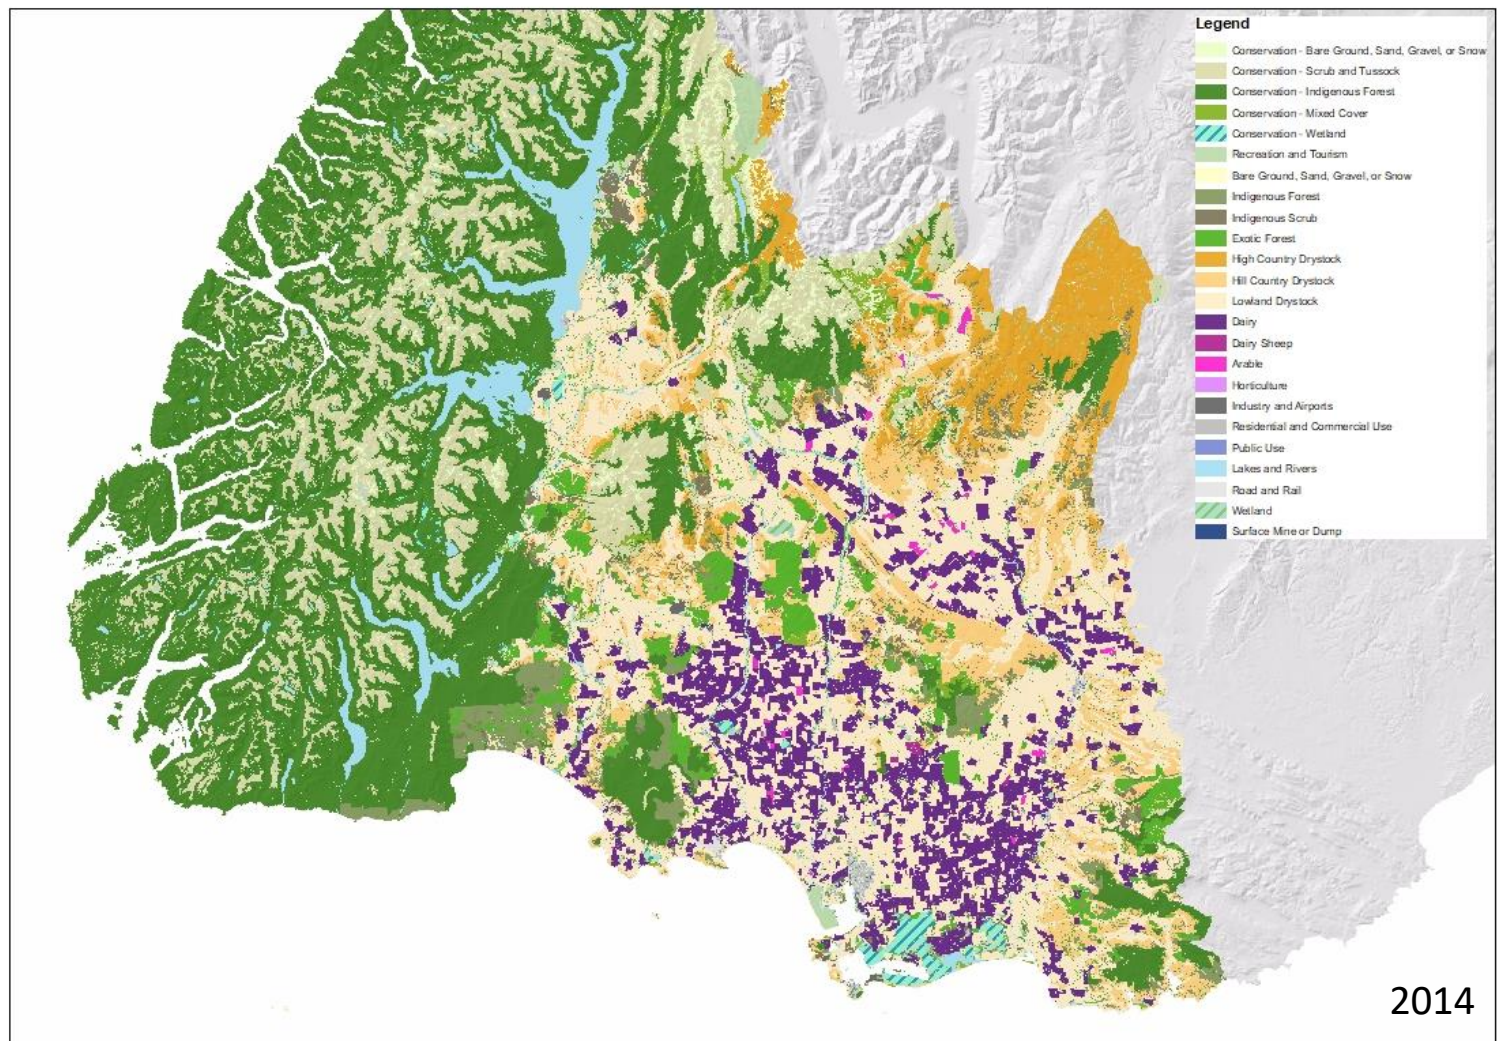 Legend
Conservation - Bare Ground, Sand, Gravel, or Snow
Conservation - Scrub and Tussock
Conservation - Indigenous Forest
Conservation - Mixed Cover
Conservation - Wetland
Recreation and Tourism
Bare Ground, Sand, Gravel, or Snow
Indigenous Forest
Indigenous Scrub
Exotic Forest
High Country Drystock
Hill Country Drystock
Lowland Drystock
Dairy
Dairy Sheep
Arable
Horticulture
Industry and Airports
Residential and Commercial Use
Public Use
Lakes and Rivers
Road and Rail
Wetland
Surface Mine or Dump
2014